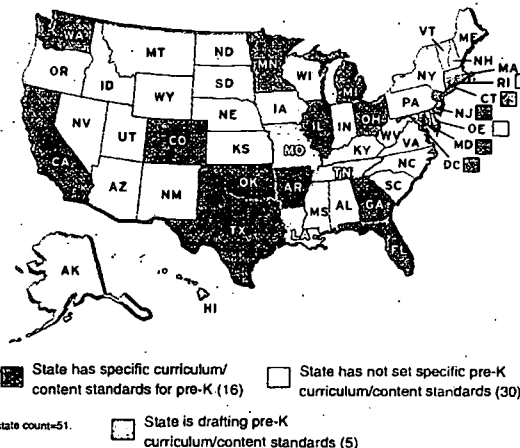 WA
MT
ND
MN
VT
ME
OR
ID
SD
WI
NY
NH
MA
WY
MI
RI
CT
IA
PA
NJ
NV
NE
OH
OE
UT
IL
IN
MD
CO
WV
VA
DC
CA
KS
MO
KY
NC
TN
AZ
NM
OK
AR
SC
MS
AL
GA
TX
LA
FL
AK
HI
State has specific curriculum/
content standards for pre-K (16)
State has not set specific pre-K
curriculum/content standards (30)
state count=51.
State is drafting pre-K
curriculum/content standards (5)